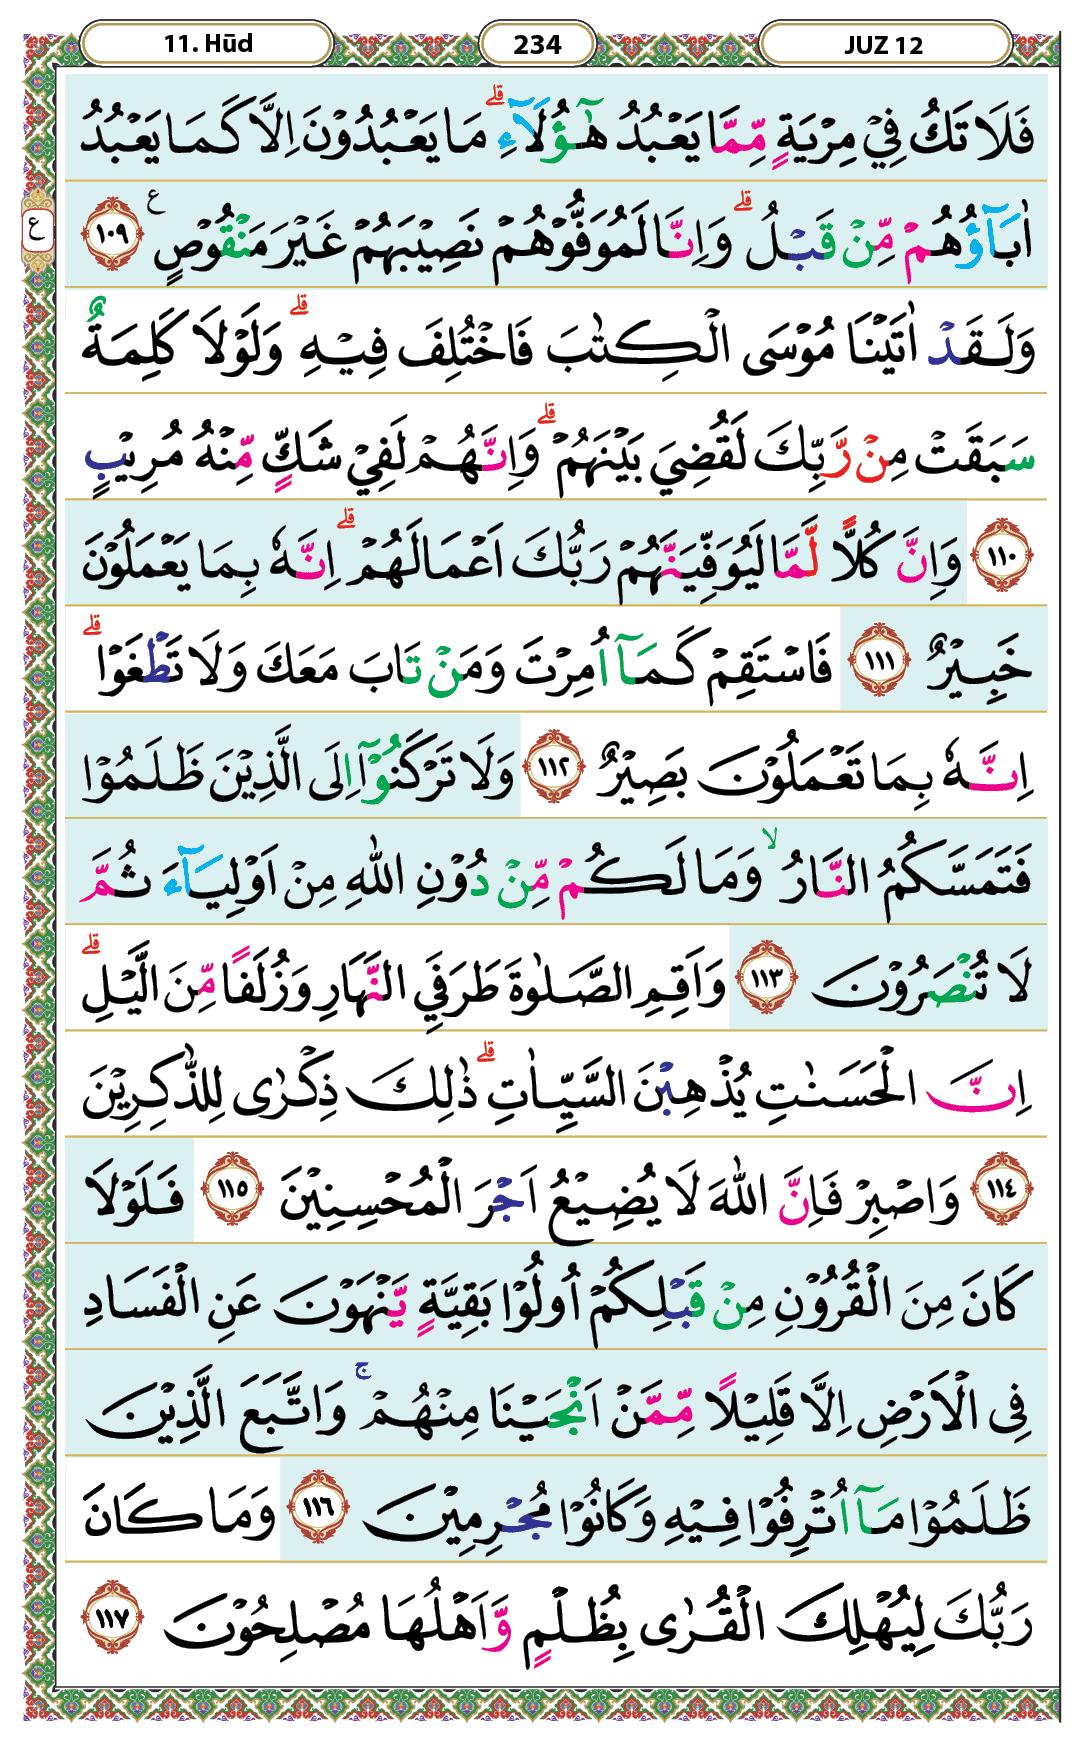 11. Hūd 234 JUZ 12
فَلَا تَكُ فِيْ مِرْيَةٍ مِّمَّا يَعْبُدُ هٰٓؤُلَآءِ ۗ مَا يَعْبُدُوْنَ اِلَّا كَمَا يَعْبُدُ
اٰبَآؤُهُمْ مِّنْ قَبْلُ ۗ وَاِنَّا لَمُوَفُّوْهُمْ نَصِيْبَهُمْ غَيْرَ مَنْقُوْصٍ ع ١٠٩
ع
وَلَقَدْ اٰتَيْنَا مُوْسَى الْكِتٰبَ فَاخْتُلِفَ فِيْهِ ۗ وَلَوْلَا كَلِمَةٌ
سَبَقَتْ مِنْ رَّبِّكَ لَقُضِيَ بَيْنَهُمْ ۗ وَاِنَّهُمْ لَفِيْ شَكٍّ مِّنْهُ مُرِيْبٍ
١١٠ وَاِنَّ كُلًّا لَّمَّا لَيُوَفِّيَنَّهُمْ رَبُّكَ اَعْمَالَهُمْ ۗ اِنَّهٗ بِمَا يَعْمَلُوْنَ
خَبِيْرٌ ١١١ فَاسْتَقِمْ كَمَآ اُمِرْتَ وَمَنْ تَابَ مَعَكَ وَلَا تَطْغَوْا ۗ
اِنَّهٗ بِمَا تَعْمَلُوْنَ بَصِيْرٌ ١١٢ وَلَا تَرْكَنُوْٓا اِلَى الَّذِيْنَ ظَلَمُوْا
فَتَمَسَّكُمُ النَّارُ ۙ وَمَا لَكُمْ مِّنْ دُوْنِ اللّٰهِ مِنْ اَوْلِيَآءَ ثُمَّ
لَا تُنْصَرُوْنَ ١١٣ وَاَقِمِ الصَّلٰوةَ طَرَفَيِ النَّهَارِ وَزُلَفًا مِّنَ الَّيْلِ ۗ
اِنَّ الْحَسَنٰتِ يُذْهِبْنَ السَّيِّاٰتِ ۗ ذٰلِكَ ذِكْرٰى لِلذّٰكِرِيْنَ
١١٤ وَاصْبِرْ فَاِنَّ اللّٰهَ لَا يُضِيْعُ اَجْرَ الْمُحْسِنِيْنَ ١١٥ فَلَوْلَا
كَانَ مِنَ الْقُرُوْنِ مِنْ قَبْلِكُمْ اُولُوْا بَقِيَّةٍ يَّنْهَوْنَ عَنِ الْفَسَادِ
فِى الْاَرْضِ اِلَّا قَلِيْلًا مِّمَّنْ اَنْجَيْنَا مِنْهُمْ ۚ وَاتَّبَعَ الَّذِيْنَ
ظَلَمُوْا مَآ اُتْرِفُوْا فِيْهِ وَكَانُوْا مُجْرِمِيْنَ ١١٦ وَمَا كَانَ
رَبُّكَ لِيُهْلِكَ الْقُرٰى بِظُلْمٍ وَّاَهْلُهَا مُصْلِحُوْنَ ١١٧